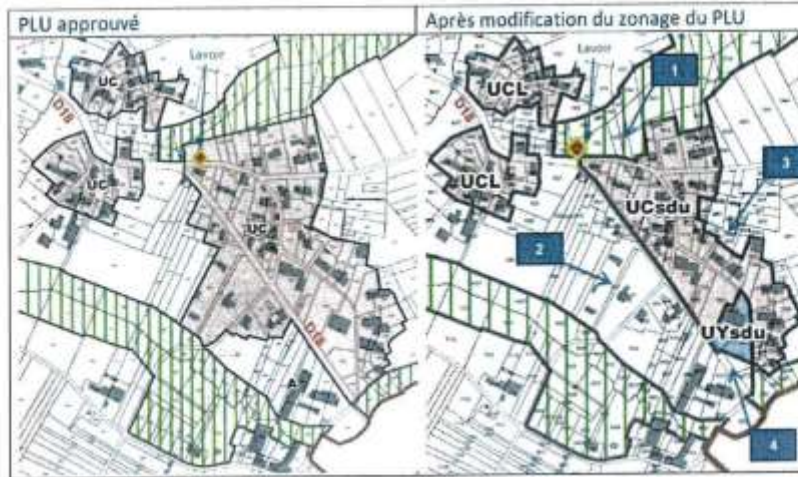 PLU approuvé
Lavoir
UC
D18
UC
UC
D18
A
Après modification du zonage du PLU
Lavoir
1
UCL
D18
3
UCL
UCsdu
2
UYsdu
4